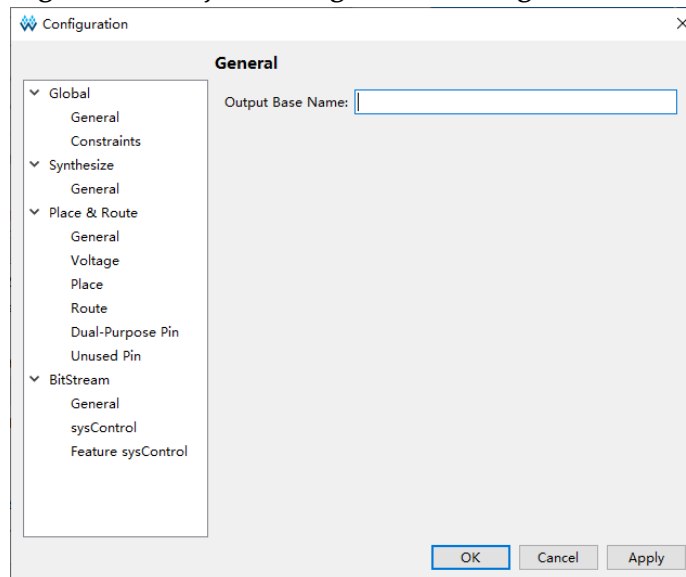 Configuration
General
Output Base Name:
Global
General
Constraints
Synthesize
General
Place & Route
General
Voltage
Place
Route
Dual-Purpose Pin
Unused Pin
BitStream
General
sysControl
Feature sysControl
OK Cancel Apply